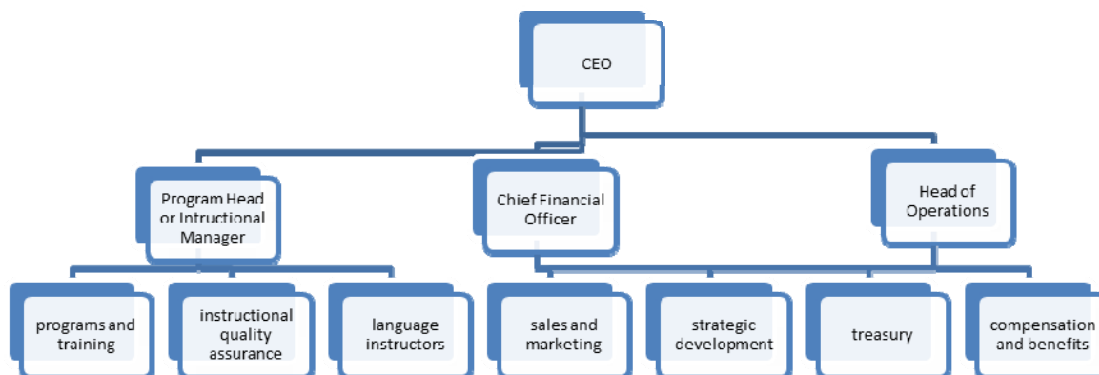 CEO
Program Head
or Intructional
Manager
Chief Financial
Officer
Head of
Operations
programs and
training
instructional
quality
assurance
language
instructors
sales and
marketing
strategic
development
treasury
compensation
and benefits